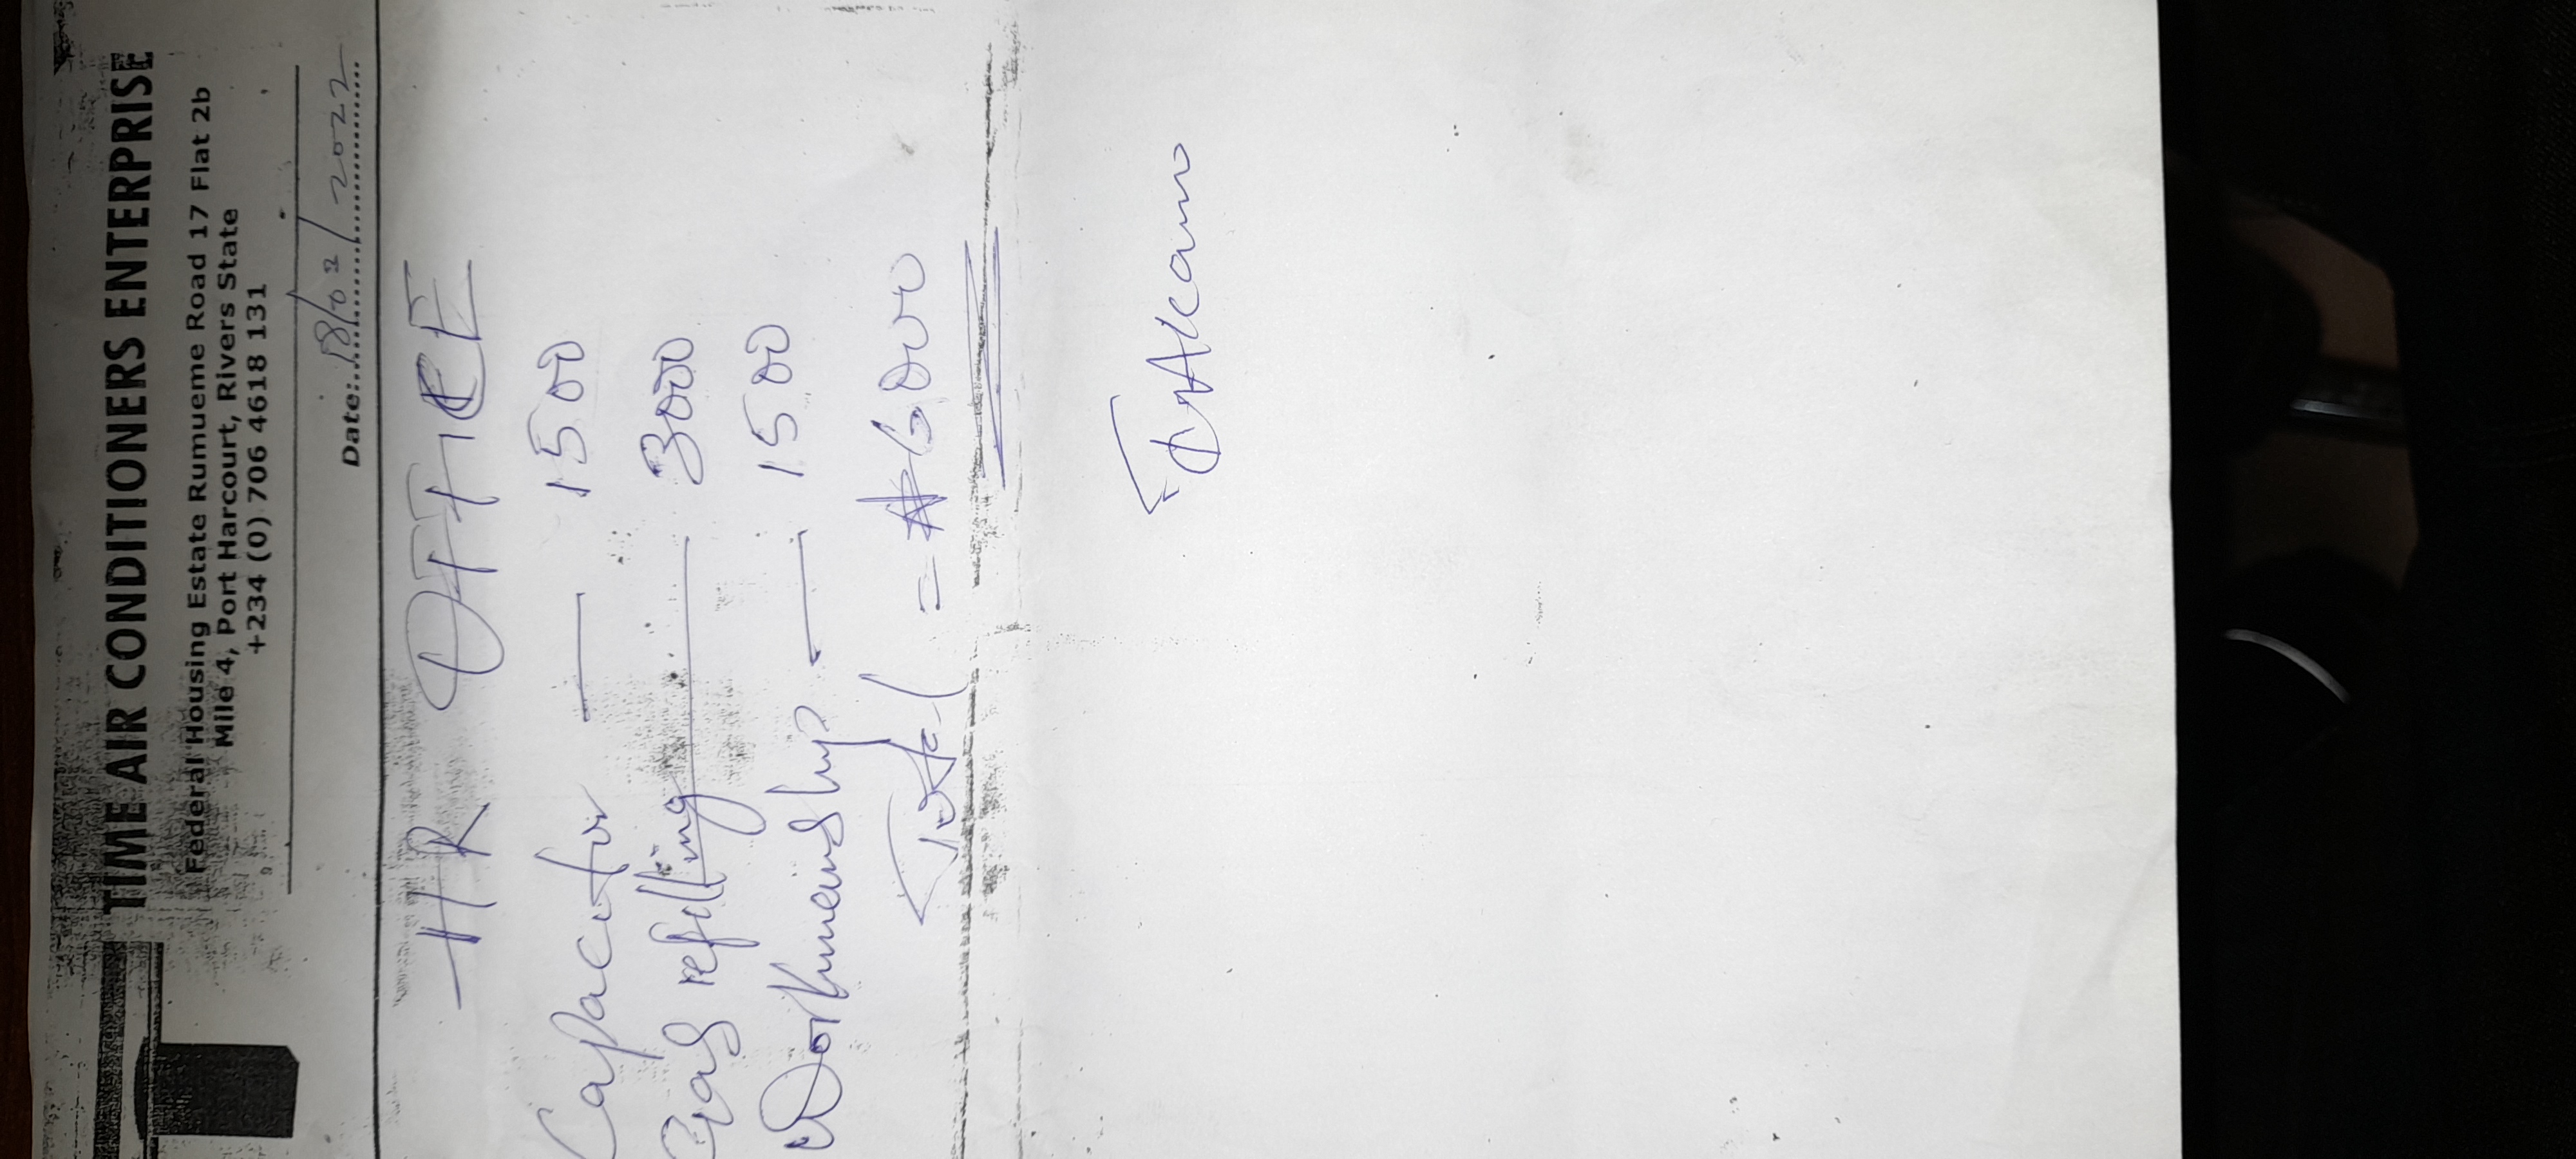 TIME AIR CONDITIONERS ENTERPRISE
Federal Housing Estate Rumueme Road 17 Flat 2b
Mile 4, Port Harcourt, Rivers State
+234 (0) 706 4618 131
Date: 18/02/2022
HR OFFICE
Capacitor — 1500
Gas refilling — 3000
Workmanship — 1500
Total = ₦6000